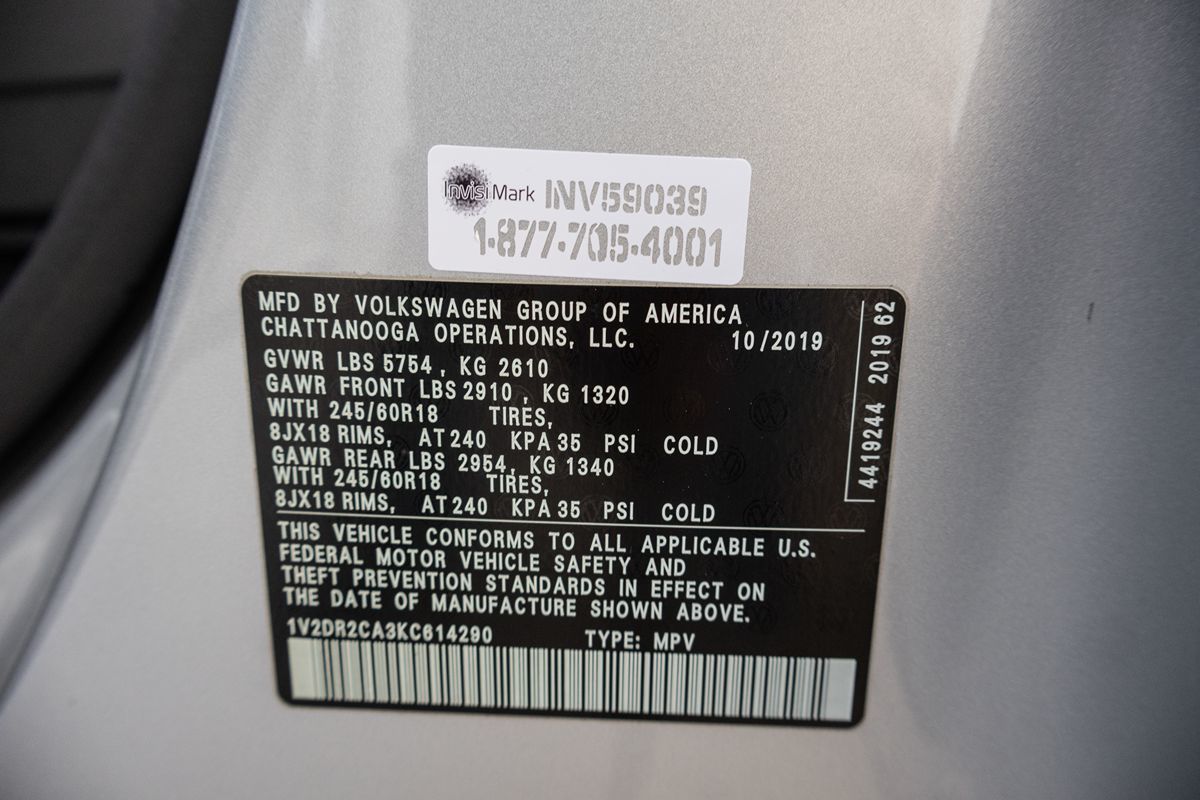 InvisiMark INV59039
1-877-705-4001
MFD BY VOLKSWAGEN GROUP OF AMERICA
CHATTANOOGA OPERATIONS, LLC. 10/2019
GVWR LBS 5754, KG 2610
GAWR FRONT LBS 2910, KG 1320
WITH 245/60R18 TIRES,
8JX18 RIMS, AT 240 KPA 35 PSI COLD
GAWR REAR LBS 2954, KG 1340
WITH 245/60R18 TIRES,
8JX18 RIMS, AT 240 KPA 35 PSI COLD
4419244 2019 62
THIS VEHICLE CONFORMS TO ALL APPLICABLE U.S.
FEDERAL MOTOR VEHICLE SAFETY AND
THEFT PREVENTION STANDARDS IN EFFECT ON
THE DATE OF MANUFACTURE SHOWN ABOVE.
1V2DR2CA3KC614290 TYPE: MPV